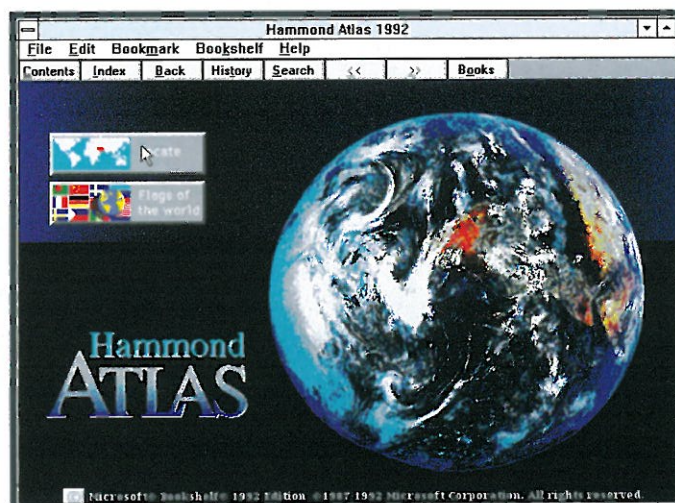 Hammond Atlas 1992
File Edit Bookmark Bookshelf Help
Contents Index Back History Search << >> Books
Locate
Flags of
the world
Hammond
ATLAS
Microsoft® Bookshelf® 1992 Edition ©1987-1992 Microsoft Corporation. All rights reserved.